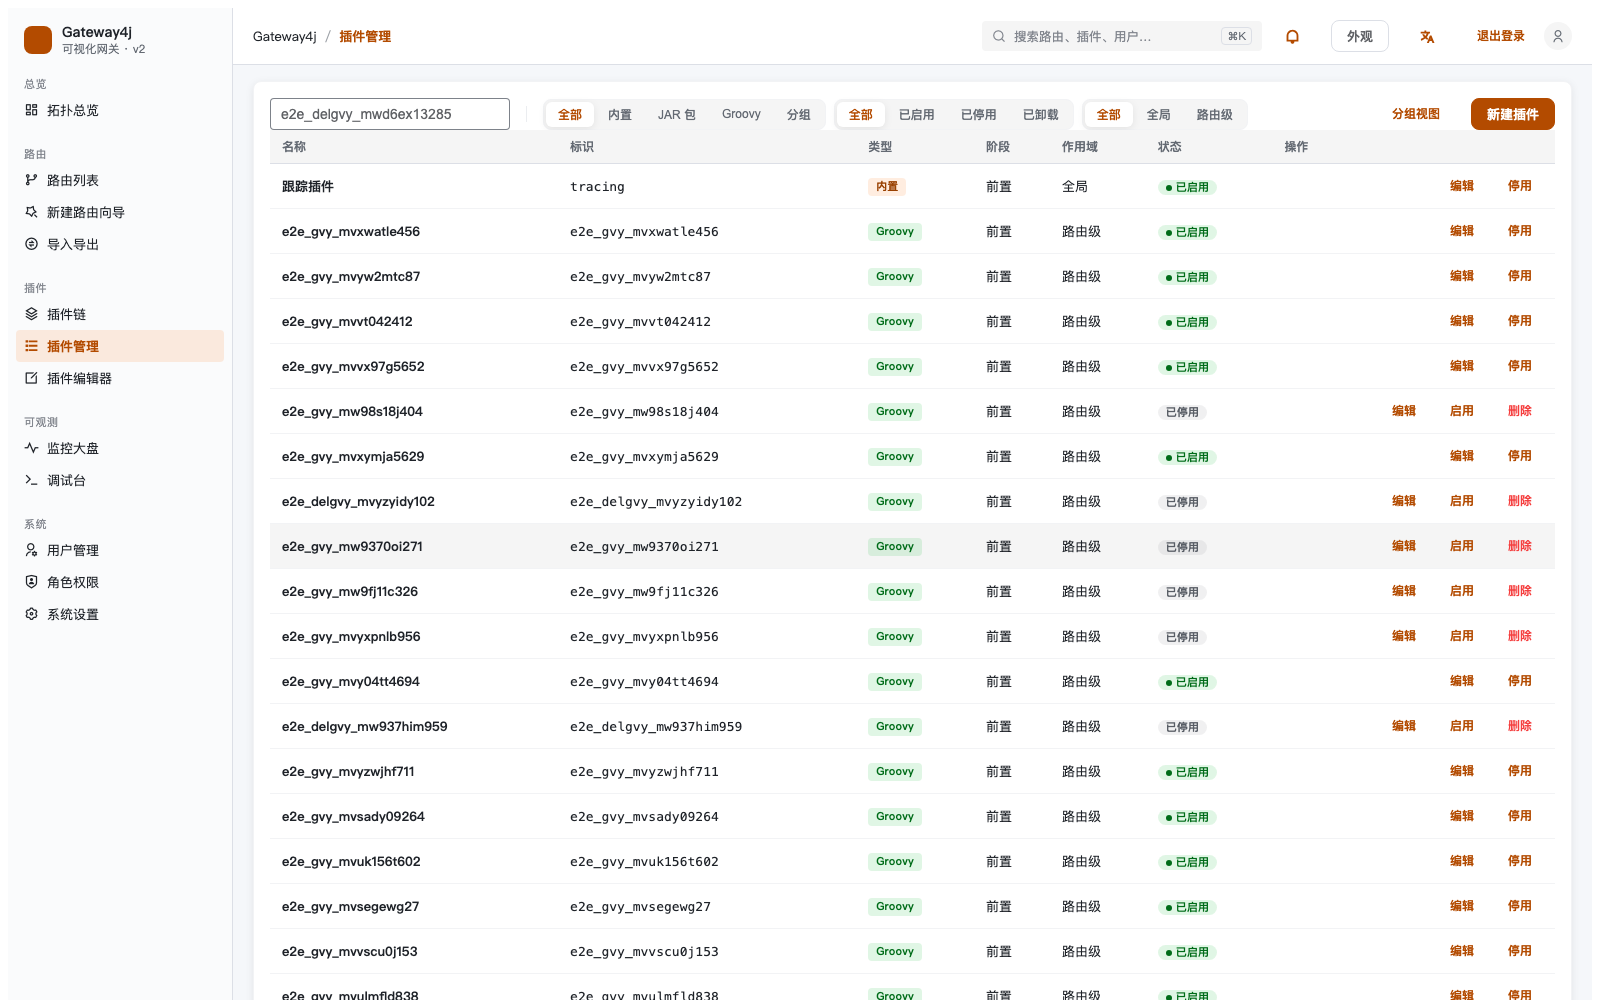 Gateway4j
可视化网关 · v2
总览
拓扑总览
路由
路由列表
新建路由向导
导入导出
插件
插件链
插件管理
插件编辑器
可观测
监控大盘
调试台
系统
用户管理
角色权限
系统设置
Gateway4j / 插件管理
搜索路由、插件、用户… ⌘K
外观
退出登录
e2e_delgvy_mwd6ex13285
全部 内置 JAR 包 Groovy 分组
全部 已启用 已停用 已卸载
全部 全局 路由级
分组视图
新建插件
名称 标识 类型 阶段 作用域 状态 操作
跟踪插件 tracing 内置 前置 全局 已启用 编辑 停用
e2e_gvy_mvxwatle456 e2e_gvy_mvxwatle456 Groovy 前置 路由级 已启用 编辑 停用
e2e_gvy_mvyw2mtc87 e2e_gvy_mvyw2mtc87 Groovy 前置 路由级 已启用 编辑 停用
e2e_gvy_mvvt042412 e2e_gvy_mvvt042412 Groovy 前置 路由级 已启用 编辑 停用
e2e_gvy_mvvx97g5652 e2e_gvy_mvvx97g5652 Groovy 前置 路由级 已启用 编辑 停用
e2e_gvy_mw98s18j404 e2e_gvy_mw98s18j404 Groovy 前置 路由级 已停用 编辑 启用 删除
e2e_gvy_mvxymja5629 e2e_gvy_mvxymja5629 Groovy 前置 路由级 已启用 编辑 停用
e2e_delgvy_mvyzyidy102 e2e_delgvy_mvyzyidy102 Groovy 前置 路由级 已停用 编辑 启用 删除
e2e_gvy_mw9370oi271 e2e_gvy_mw9370oi271 Groovy 前置 路由级 已停用 编辑 启用 删除
e2e_gvy_mw9fj11c326 e2e_gvy_mw9fj11c326 Groovy 前置 路由级 已停用 编辑 启用 删除
e2e_gvy_mvyxpnlb956 e2e_gvy_mvyxpnlb956 Groovy 前置 路由级 已停用 编辑 启用 删除
e2e_gvy_mvy04tt4694 e2e_gvy_mvy04tt4694 Groovy 前置 路由级 已启用 编辑 停用
e2e_delgvy_mw937him959 e2e_delgvy_mw937him959 Groovy 前置 路由级 已停用 编辑 启用 删除
e2e_gvy_mvyzwjhf711 e2e_gvy_mvyzwjhf711 Groovy 前置 路由级 已启用 编辑 停用
e2e_gvy_mvsady09264 e2e_gvy_mvsady09264 Groovy 前置 路由级 已启用 编辑 停用
e2e_gvy_mvuk156t602 e2e_gvy_mvuk156t602 Groovy 前置 路由级 已启用 编辑 停用
e2e_gvy_mvsegewg27 e2e_gvy_mvsegewg27 Groovy 前置 路由级 已启用 编辑 停用
e2e_gvy_mvvscu0j153 e2e_gvy_mvvscu0j153 Groovy 前置 路由级 已启用 编辑 停用
e2e_gvy_mvulmfld838 e2e_gvy_mvulmfld838 Groovy 前置 路由级 已启用 编辑 停用